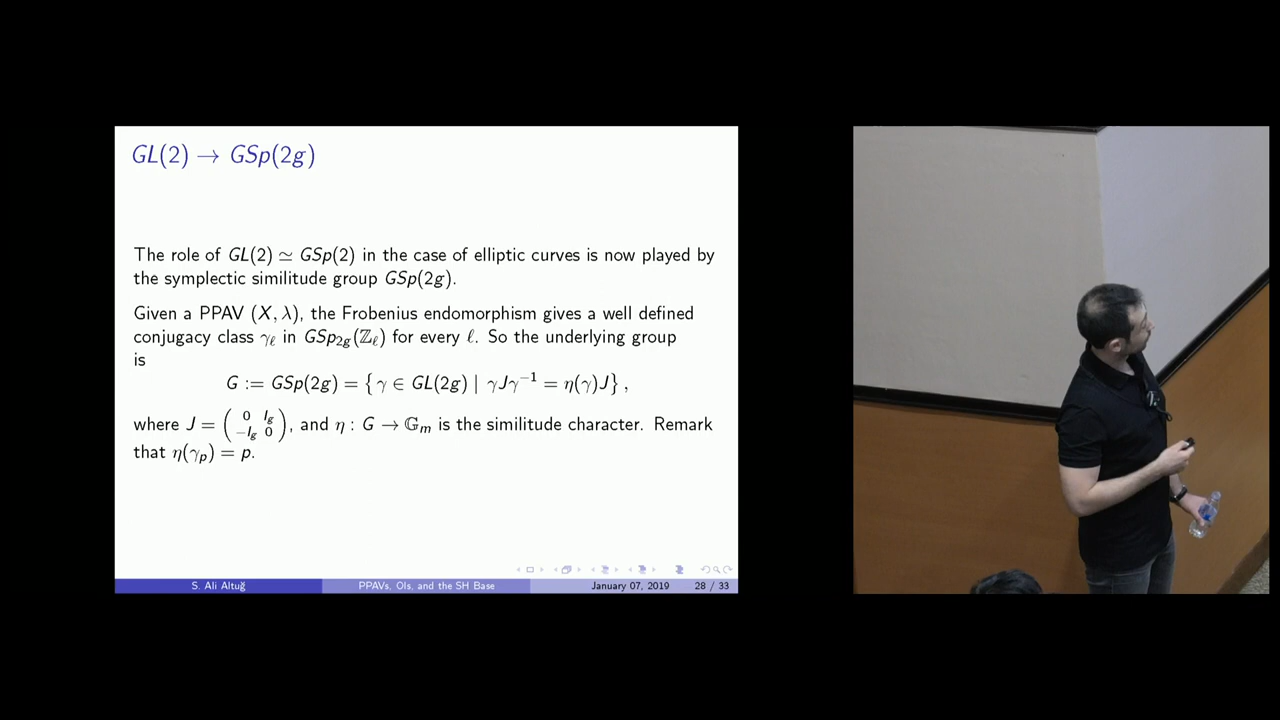 GL(2) → GSp(2g)
The role of GL(2) ≃ GSp(2) in the case of elliptic curves is now played by
the symplectic similitude group GSp(2g).
Given a PPAV (X, λ), the Frobenius endomorphism gives a well defined
conjugacy class γ_ℓ in GSp_{2g}(ℤ_ℓ) for every ℓ. So the underlying group
is
G := GSp(2g) = { γ ∈ GL(2g) | γJγ^{-1} = η(γ)J } ,
where J = ( 0 I_g −I_g 0 ), and η : G → 𝔾_m is the similitude character. Remark
that η(γ_p) = p.
S. Ali Altuğ PPAVs, OIs, and the SH Base January 07, 2019 28 / 33